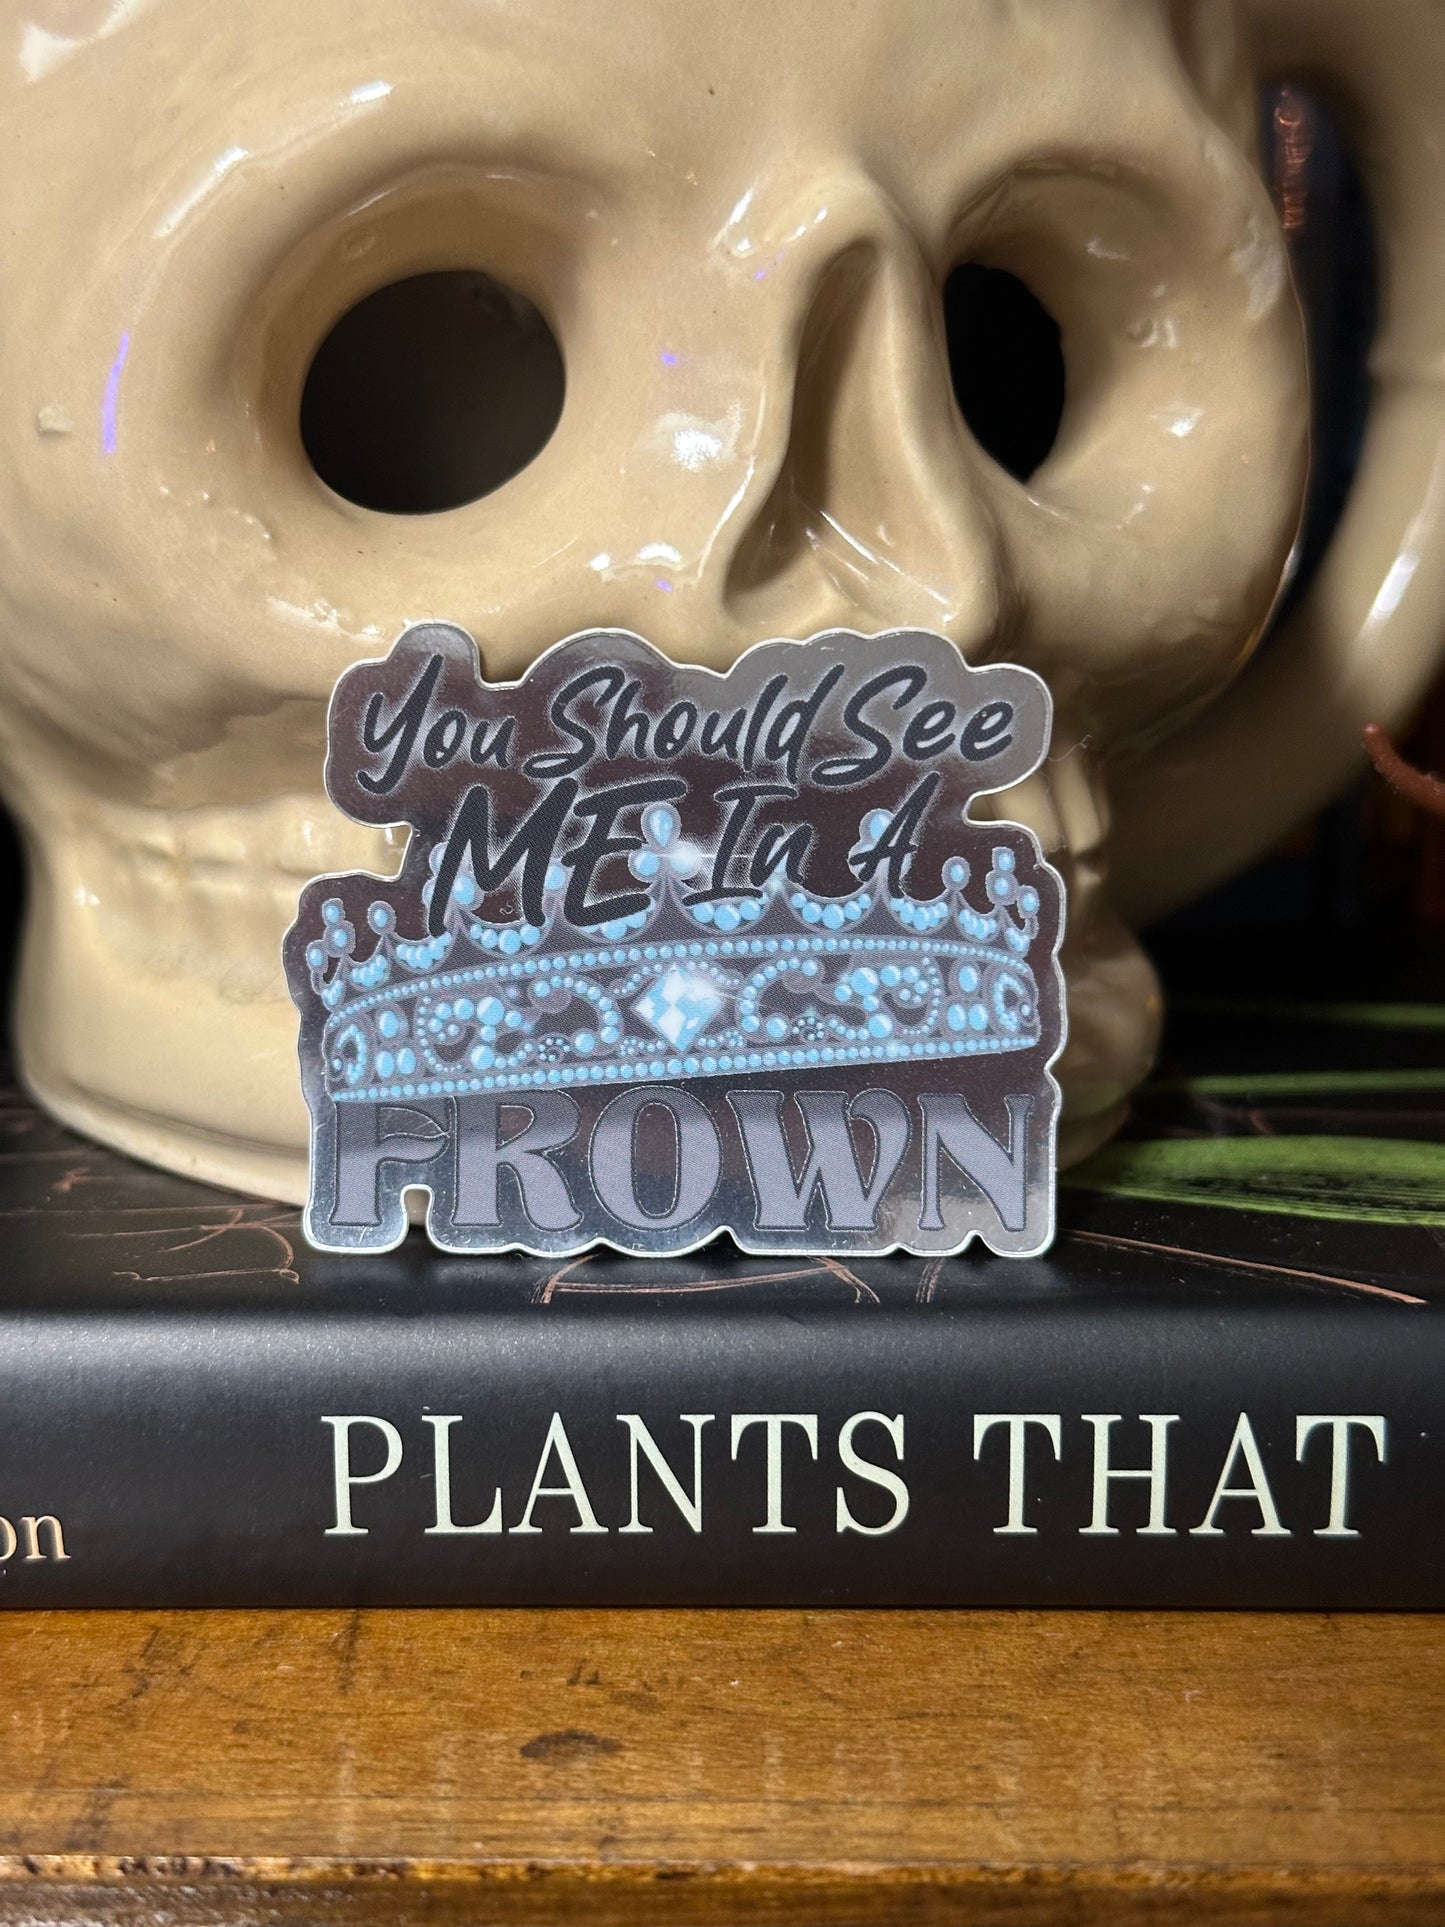 You Should See
ME In A
FROWN
PLANTS THAT
on